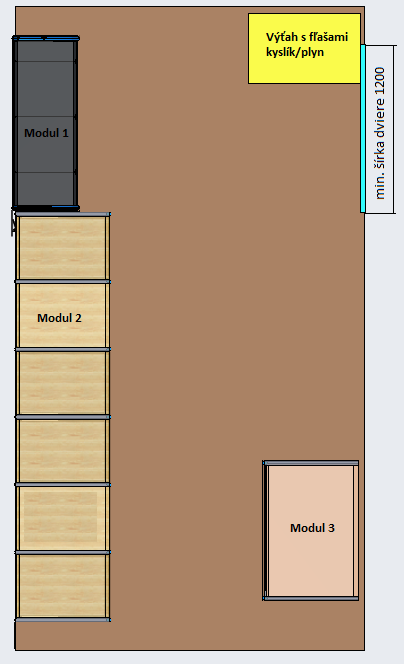 Výťah s fľašami
kyslík/plyn
min. šírka dviere 1200
Modul 1
Modul 2
Modul 3